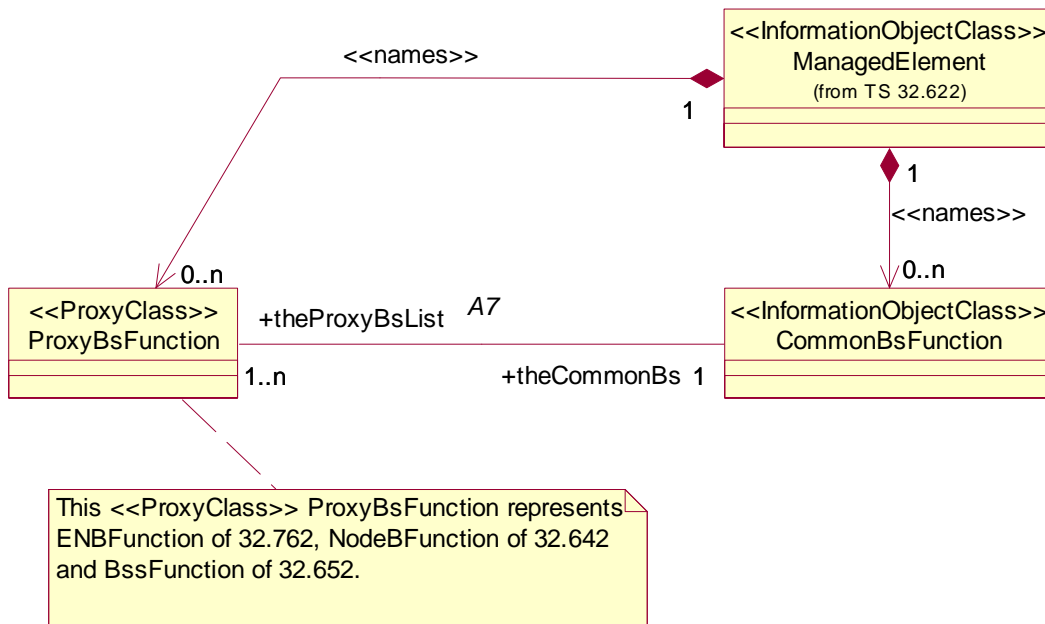 <<InformationObjectClass>>
ManagedElement
(from TS 32.622)
<<names>>
1
1
<<names>>
0..n
0..n
<<ProxyClass>>
ProxyBsFunction
+theProxyBsList
A7
<<InformationObjectClass>>
CommonBsFunction
1..n
+theCommonBs
1
This <<ProxyClass>> ProxyBsFunction represents
ENBFunction of 32.762, NodeBFunction of 32.642
and BssFunction of 32.652.